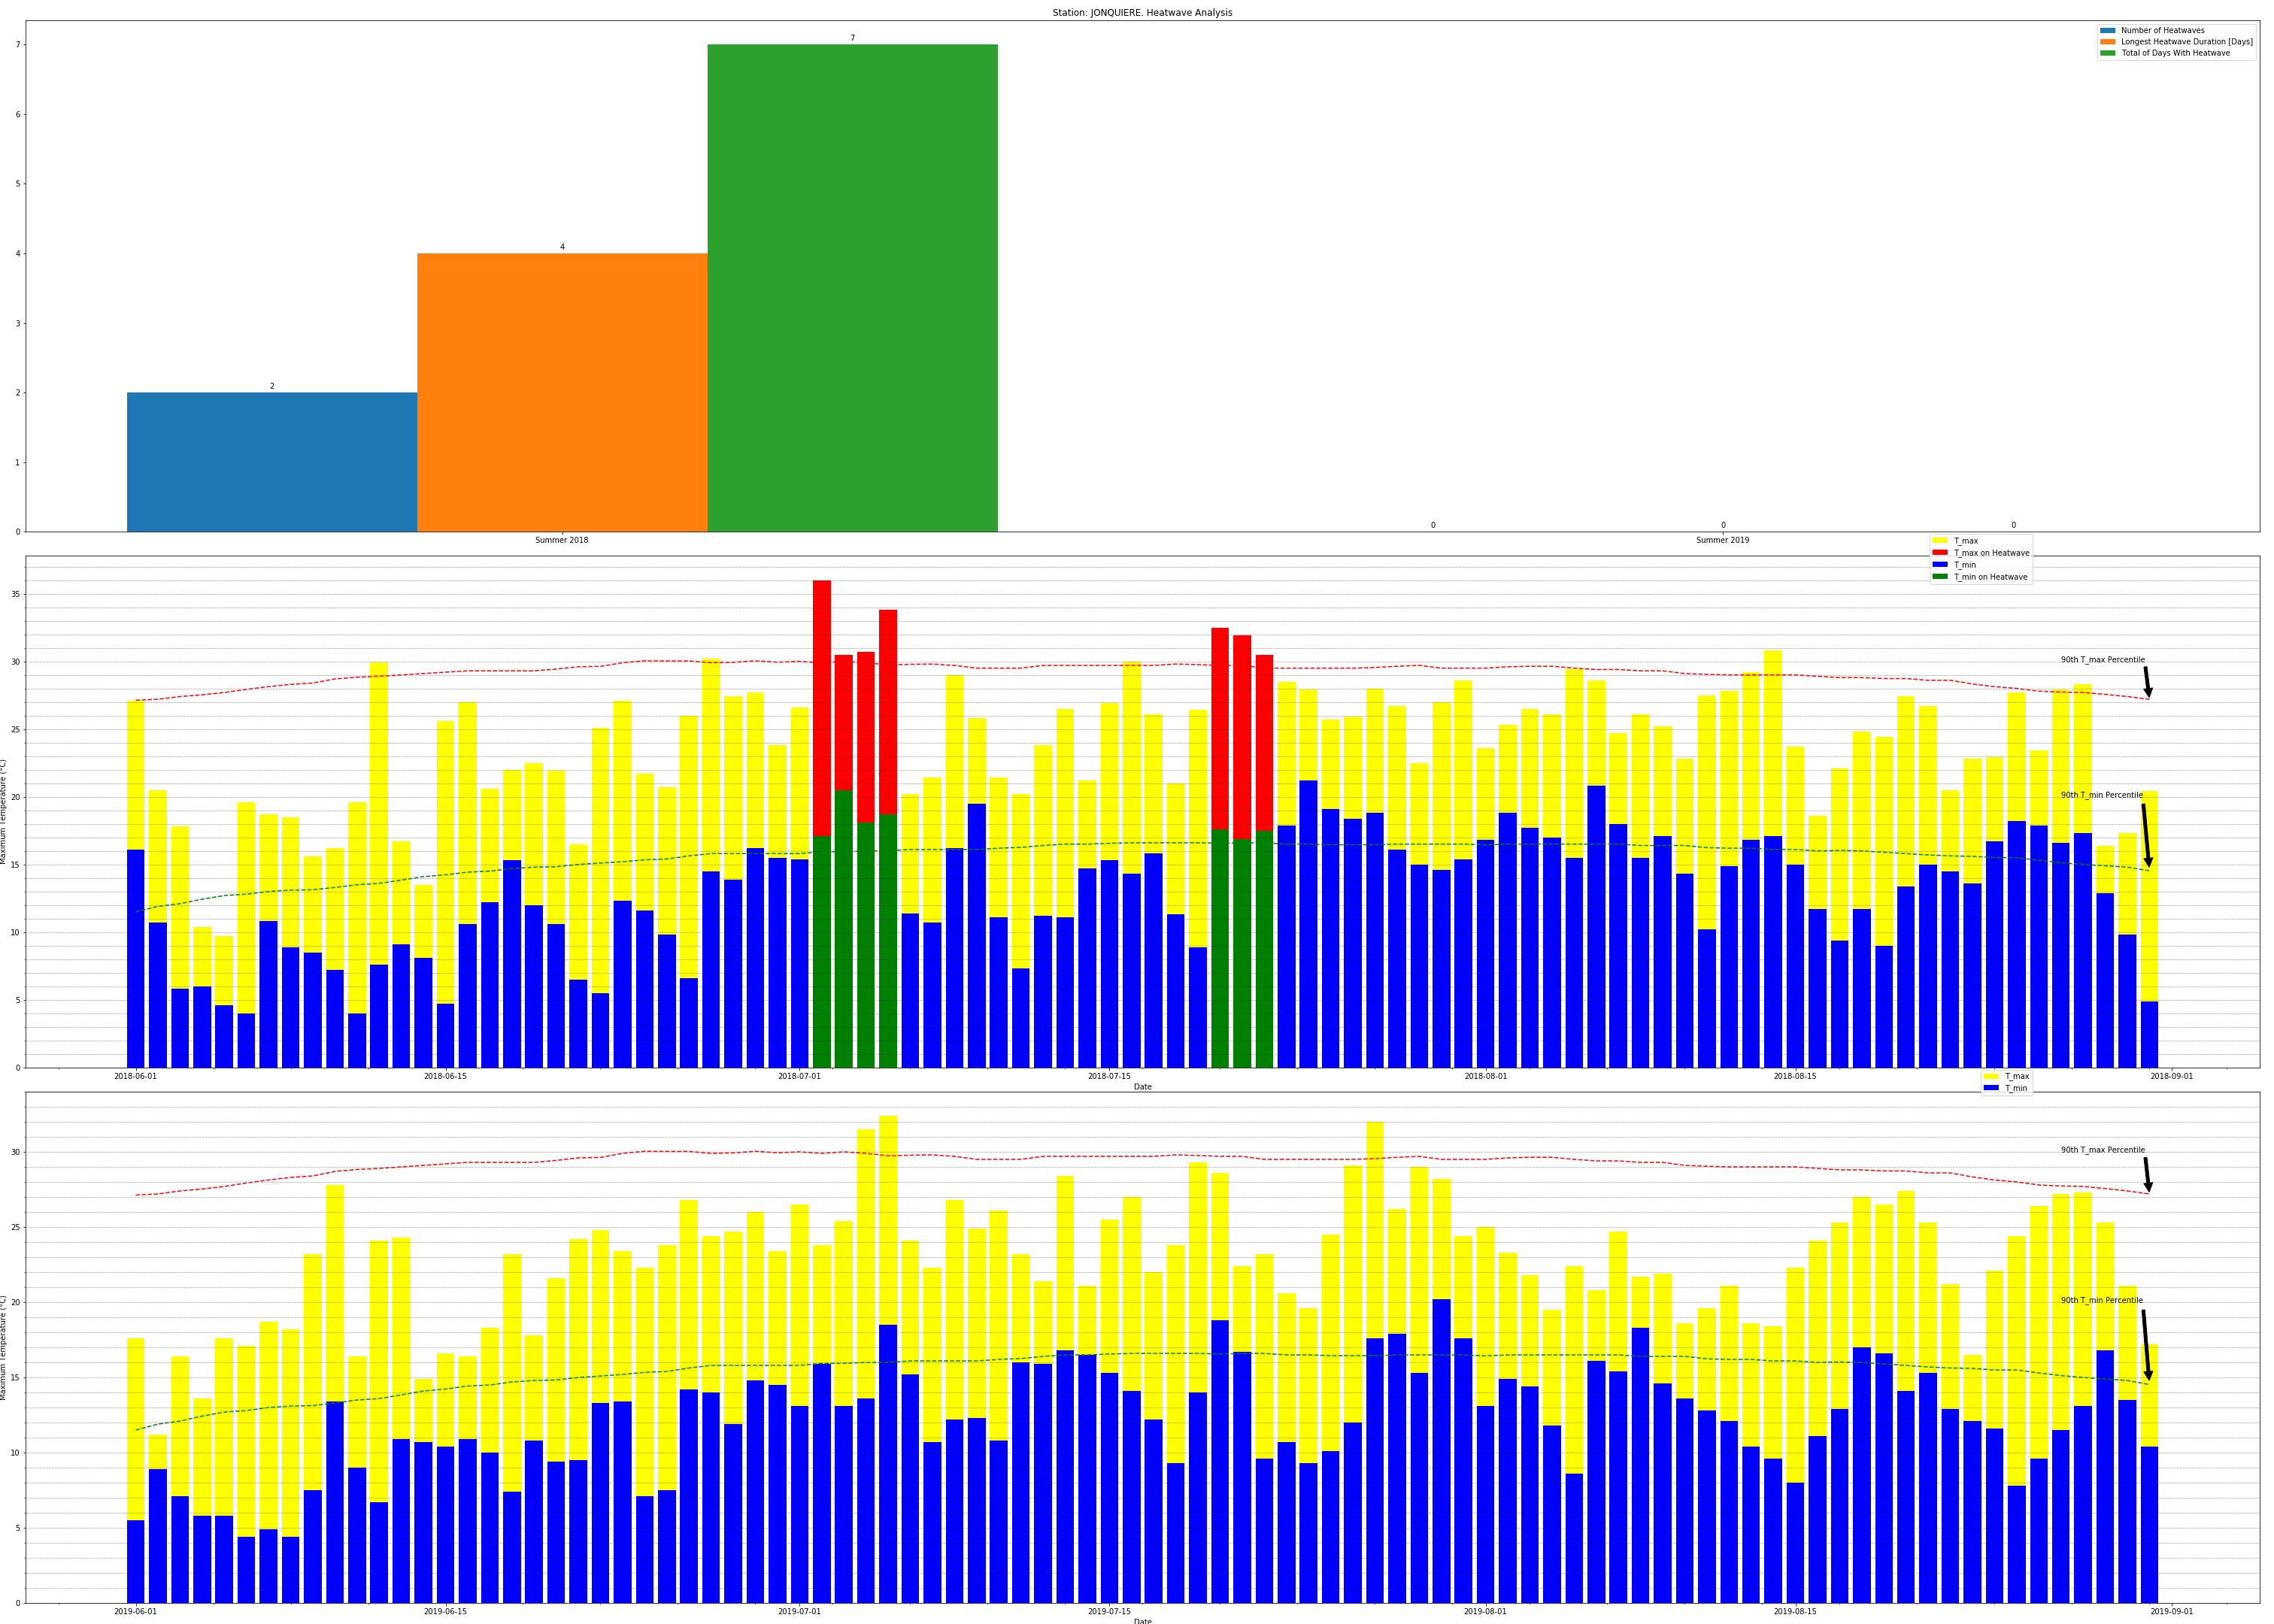 Station: JONQUIERE. Heatwave Analysis
Number of Heatwaves
Longest Heatwave Duration [Days]
Total of Days With Heatwave
7
6
5
4
3
2
1
0
2
4
7
0
0
0
Summer 2018
Summer 2019
T_max
T_max on Heatwave
T_min
T_min on Heatwave
Maximum Temperature (°C)
35
30
25
20
15
10
5
0
90th T_max Percentile
90th T_min Percentile
2018-06-01
2018-06-15
2018-07-01
2018-07-15
2018-08-01
2018-08-15
2018-09-01
Date
T_max
T_min
Maximum Temperature (°C)
30
25
20
15
10
5
0
90th T_max Percentile
90th T_min Percentile
2019-06-01
2019-06-15
2019-07-01
2019-07-15
2019-08-01
2019-08-15
2019-09-01
Date